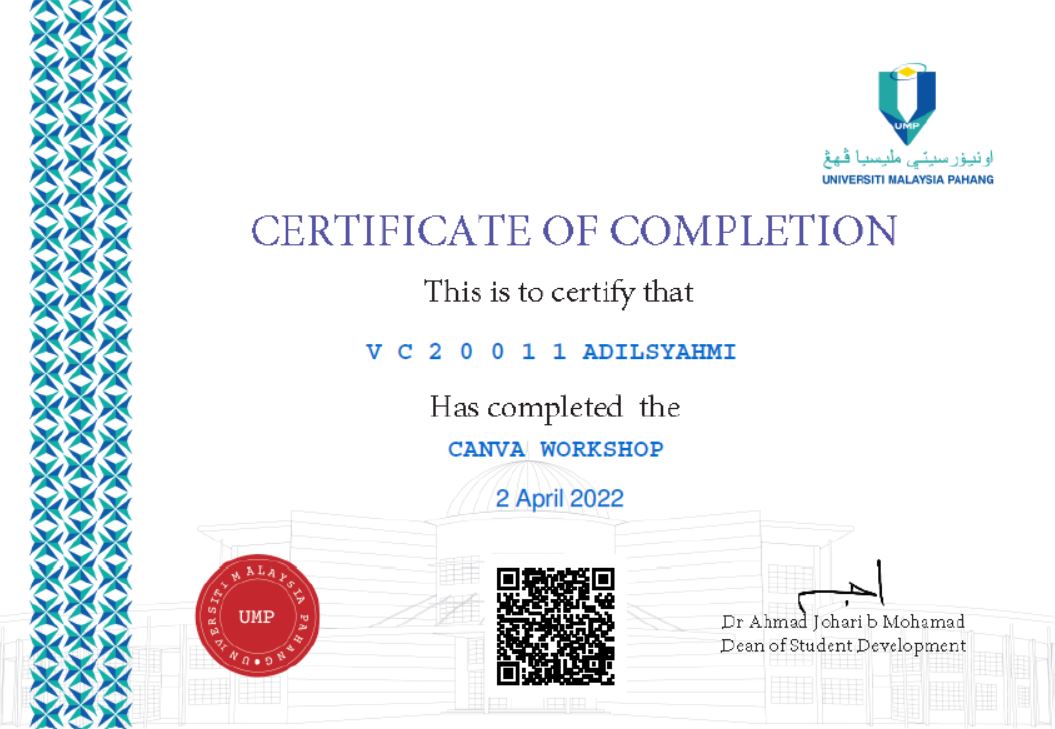 UMP
اونيۏرسيتي مليسيا ڤهڠ
UNIVERSITI MALAYSIA PAHANG
CERTIFICATE OF COMPLETION
This is to certify that
V C 2 0 0 1 1 ADILSYAHMI
Has completed the
CANVA WORKSHOP
2 April 2022
UNIVERSITI MALAYSIA PAHANG
UMP
Dr Ahmad Johari b Mohamad
Dean of Student Development